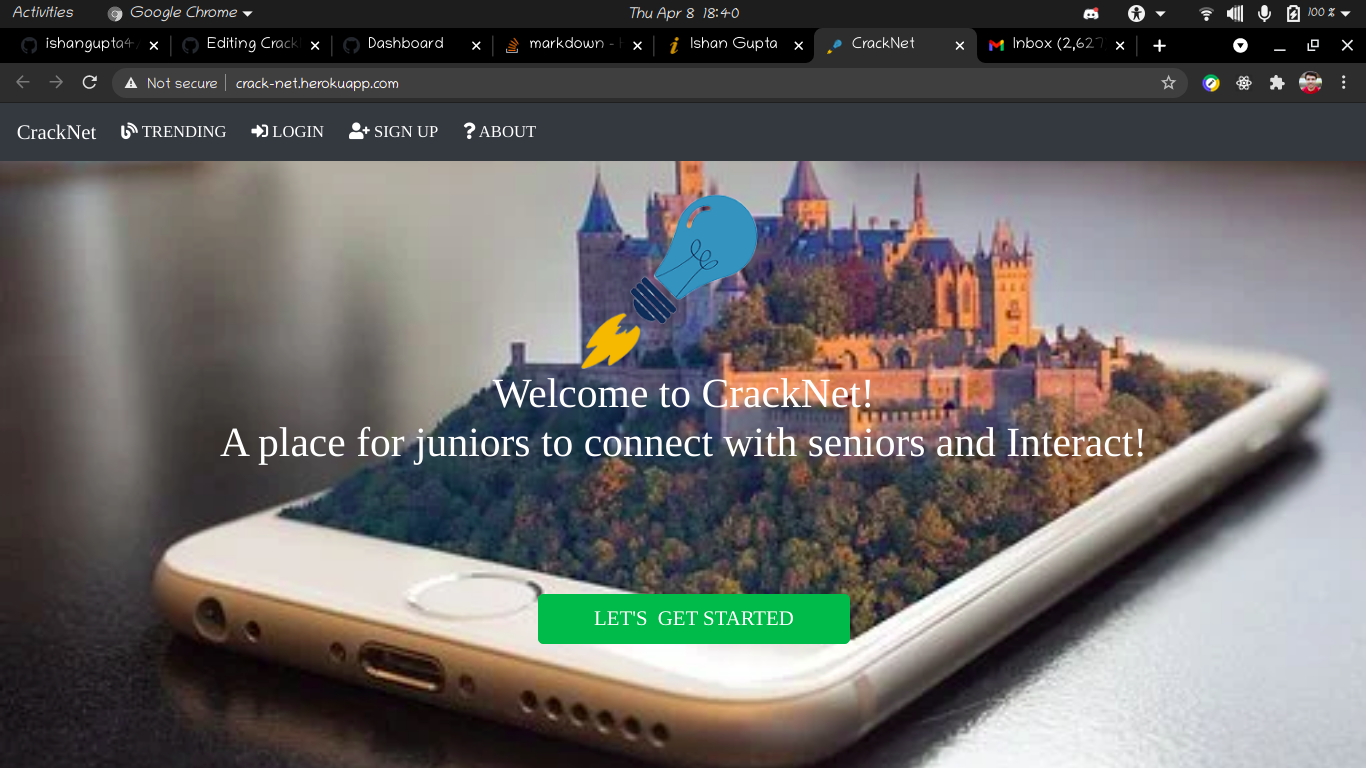 Activities Google Chrome Thu Apr 8 18:40 100 %
ishangupta4 Editing Crack Dashboard markdown - Ishan Gupta CrackNet Inbox (2,627
Not secure crack-net.herokuapp.com
CrackNet TRENDING LOGIN SIGN UP ABOUT
Welcome to CrackNet!
A place for juniors to connect with seniors and Interact!
LET'S GET STARTED